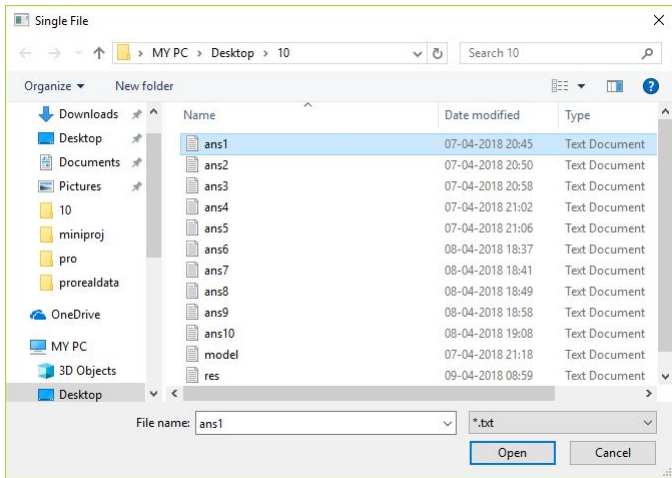 Single File
MY PC > Desktop > 10
Search 10
Organize
New folder
Name Date modified Type
Downloads
Desktop
Documents
Pictures
10
miniproj
pro
prorealdata
OneDrive
MY PC
3D Objects
Desktop
ans1 07-04-2018 20:45 Text Document
ans2 07-04-2018 20:50 Text Document
ans3 07-04-2018 20:58 Text Document
ans4 07-04-2018 21:02 Text Document
ans5 07-04-2018 21:06 Text Document
ans6 08-04-2018 18:37 Text Document
ans7 08-04-2018 18:41 Text Document
ans8 08-04-2018 18:49 Text Document
ans9 08-04-2018 18:58 Text Document
ans10 08-04-2018 19:08 Text Document
model 07-04-2018 21:18 Text Document
res 09-04-2018 08:59 Text Document
File name: ans1 *.txt
Open Cancel